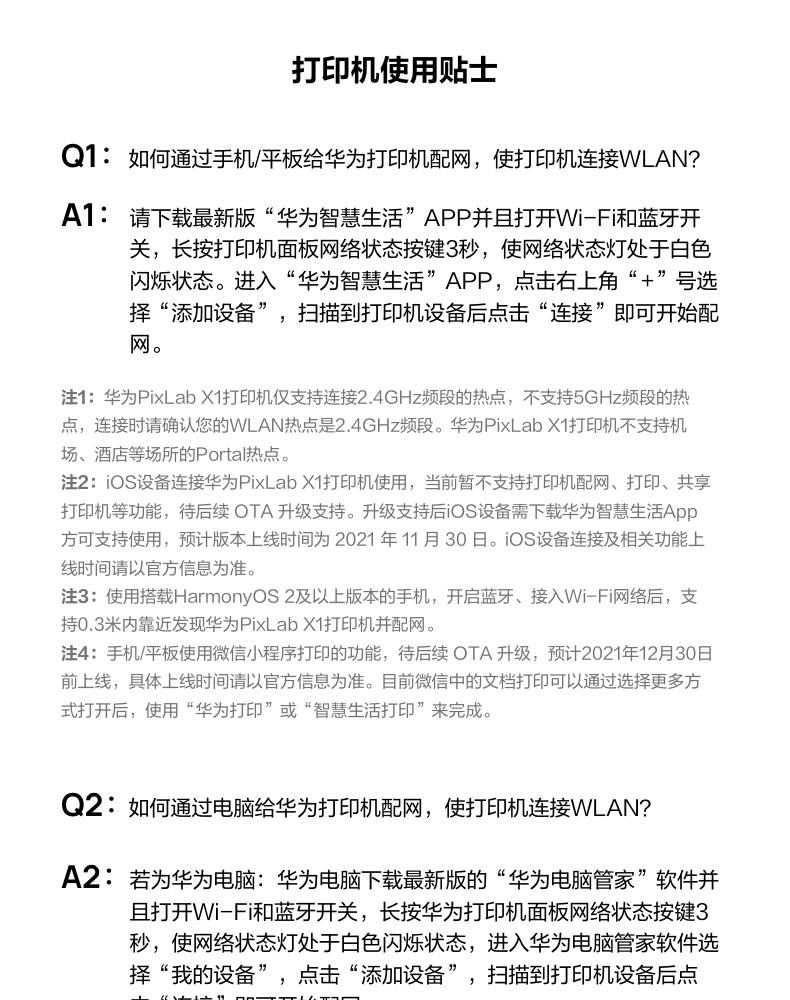 打印机使用贴士
Q1：如何通过手机/平板给华为打印机配网，使打印机连接WLAN?
A1：请下载最新版“华为智慧生活”APP并且打开Wi-Fi和蓝牙开
关，长按打印机面板网络状态按键3秒，使网络状态灯处于白色
闪烁状态。进入“华为智慧生活”APP，点击右上角“+”号选
择“添加设备”，扫描到打印机设备后点击“连接”即可开始配
网。
注1：华为PixLab X1打印机仅支持连接2.4GHz频段的热点，不支持5GHz频段的热
点，连接时请确认您的WLAN热点是2.4GHz频段。华为PixLab X1打印机不支持机
场、酒店等场所的Portal热点。
注2：iOS设备连接华为PixLab X1打印机使用，当前暂不支持打印机配网、打印、共享
打印机等功能，待后续 OTA 升级支持。升级支持后iOS设备需下载华为智慧生活App
方可支持使用，预计版本上线时间为 2021 年 11 月 30 日。iOS设备连接及相关功能上
线时间请以官方信息为准。
注3：使用搭载HarmonyOS 2及以上版本的手机，开启蓝牙、接入Wi-Fi网络后，支
持0.3米内靠近发现华为PixLab X1打印机并配网。
注4：手机/平板使用微信小程序打印的功能，待后续 OTA 升级，预计2021年12月30日
前上线，具体上线时间请以官方信息为准。目前微信中的文档打印可以通过选择更多方
式打开后，使用“华为打印”或“智慧生活打印”来完成。
Q2：如何通过电脑给华为打印机配网，使打印机连接WLAN?
A2：若为华为电脑：华为电脑下载最新版的“华为电脑管家”软件并
且打开Wi-Fi和蓝牙开关，长按华为打印机面板网络状态按键3
秒，使网络状态灯处于白色闪烁状态，进入华为电脑管家软件选
择“我的设备”，点击“添加设备”，扫描到打印机设备后点
击“连接”即可开始配网